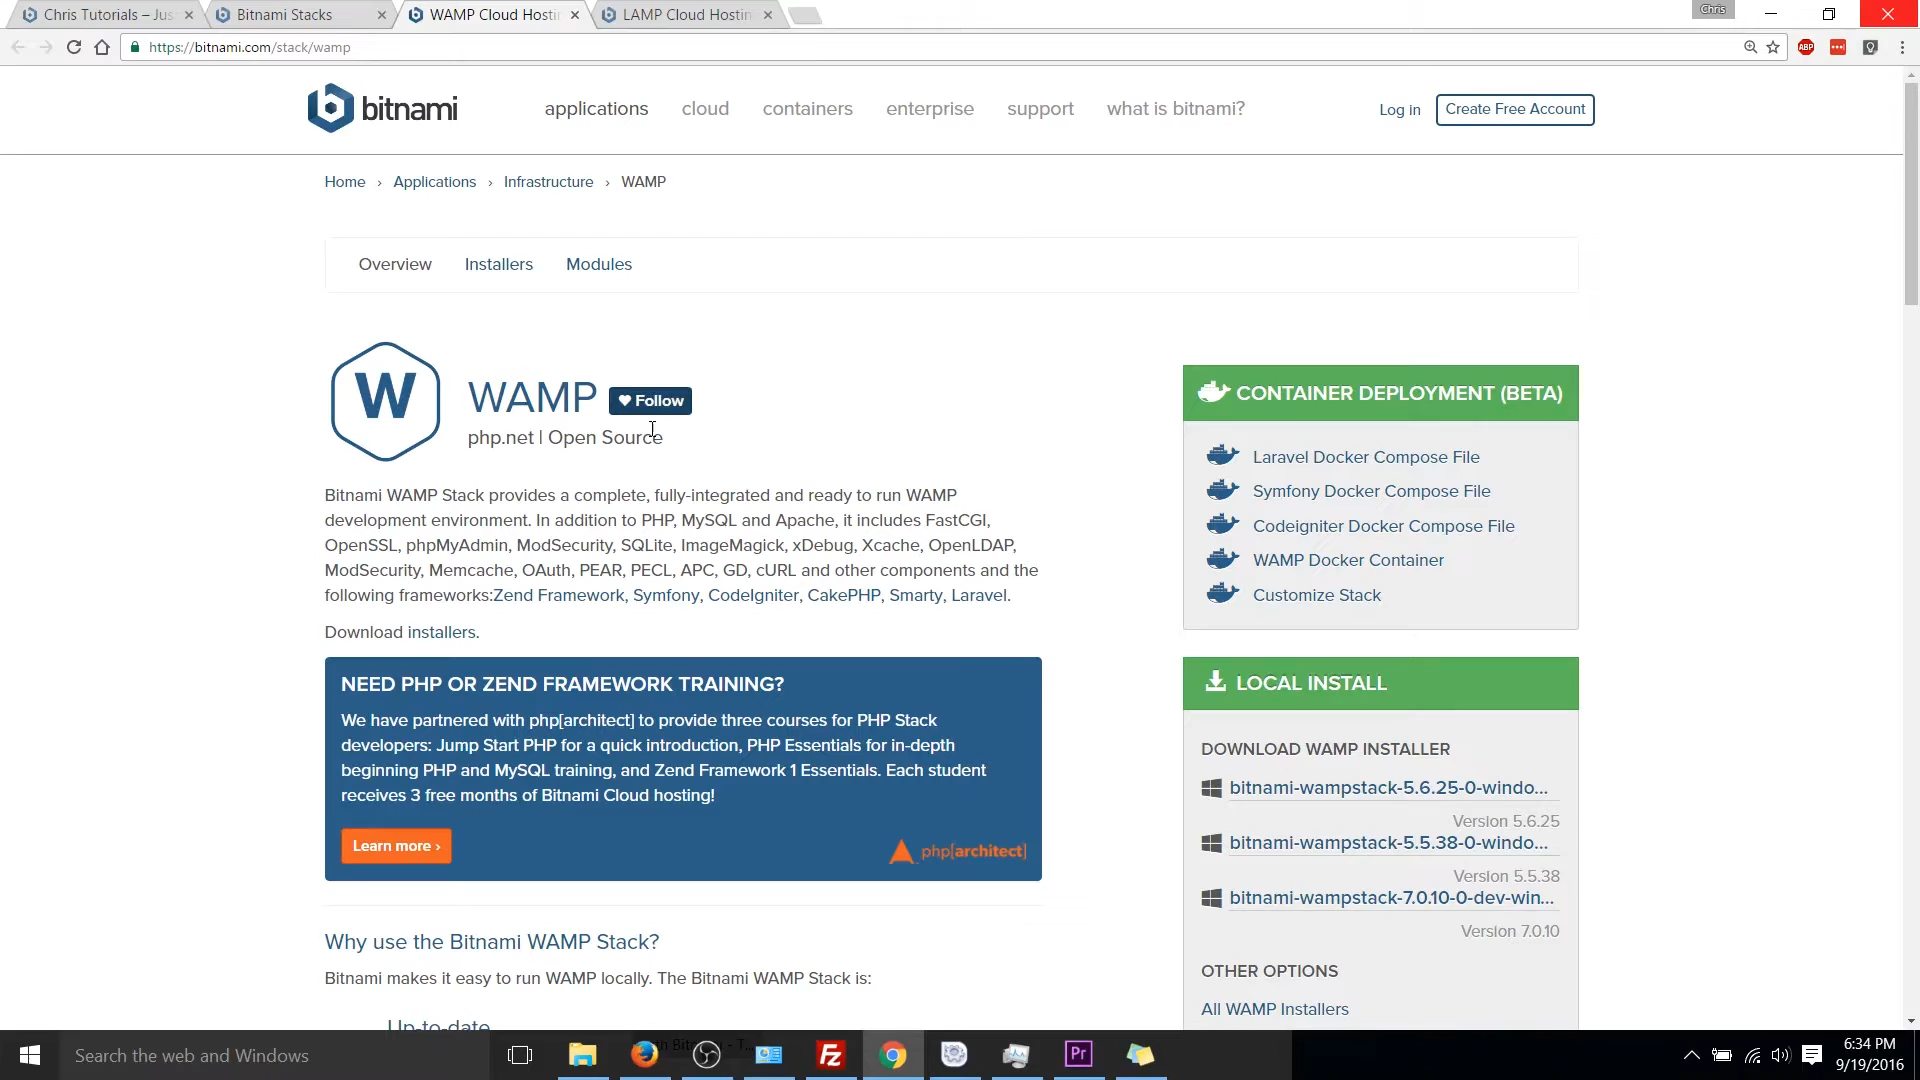 Chris Tutorials – Jus
Bitnami Stacks
WAMP Cloud Hostin
LAMP Cloud Hostin
Chris
https://bitnami.com/stack/wamp
ABP
bitnami
applications
cloud
containers
enterprise
support
what is bitnami?
Log in
Create Free Account
Home › Applications › Infrastructure › WAMP
Overview
Installers
Modules
W
WAMP
Follow
php.net | Open Source
Bitnami WAMP Stack provides a complete, fully-integrated and ready to run WAMP
development environment. In addition to PHP, MySQL and Apache, it includes FastCGI,
OpenSSL, phpMyAdmin, ModSecurity, SQLite, ImageMagick, xDebug, Xcache, OpenLDAP,
ModSecurity, Memcache, OAuth, PEAR, PECL, APC, GD, cURL and other components and the
following frameworks:Zend Framework, Symfony, CodeIgniter, CakePHP, Smarty, Laravel.
Download installers.
NEED PHP OR ZEND FRAMEWORK TRAINING?
We have partnered with php[architect] to provide three courses for PHP Stack
developers: Jump Start PHP for a quick introduction, PHP Essentials for in-depth
beginning PHP and MySQL training, and Zend Framework 1 Essentials. Each student
receives 3 free months of Bitnami Cloud hosting!
Learn more ›
php[architect]
Why use the Bitnami WAMP Stack?
Bitnami makes it easy to run WAMP locally. The Bitnami WAMP Stack is:
Up-to-date
CONTAINER DEPLOYMENT (BETA)
Laravel Docker Compose File
Symfony Docker Compose File
Codeigniter Docker Compose File
WAMP Docker Container
Customize Stack
LOCAL INSTALL
DOWNLOAD WAMP INSTALLER
bitnami-wampstack-5.6.25-0-windo...
Version 5.6.25
bitnami-wampstack-5.5.38-0-windo...
Version 5.5.38
bitnami-wampstack-7.0.10-0-dev-win...
Version 7.0.10
OTHER OPTIONS
All WAMP Installers
Search the web and Windows
Fz
Pr
6:34 PM
9/19/2016